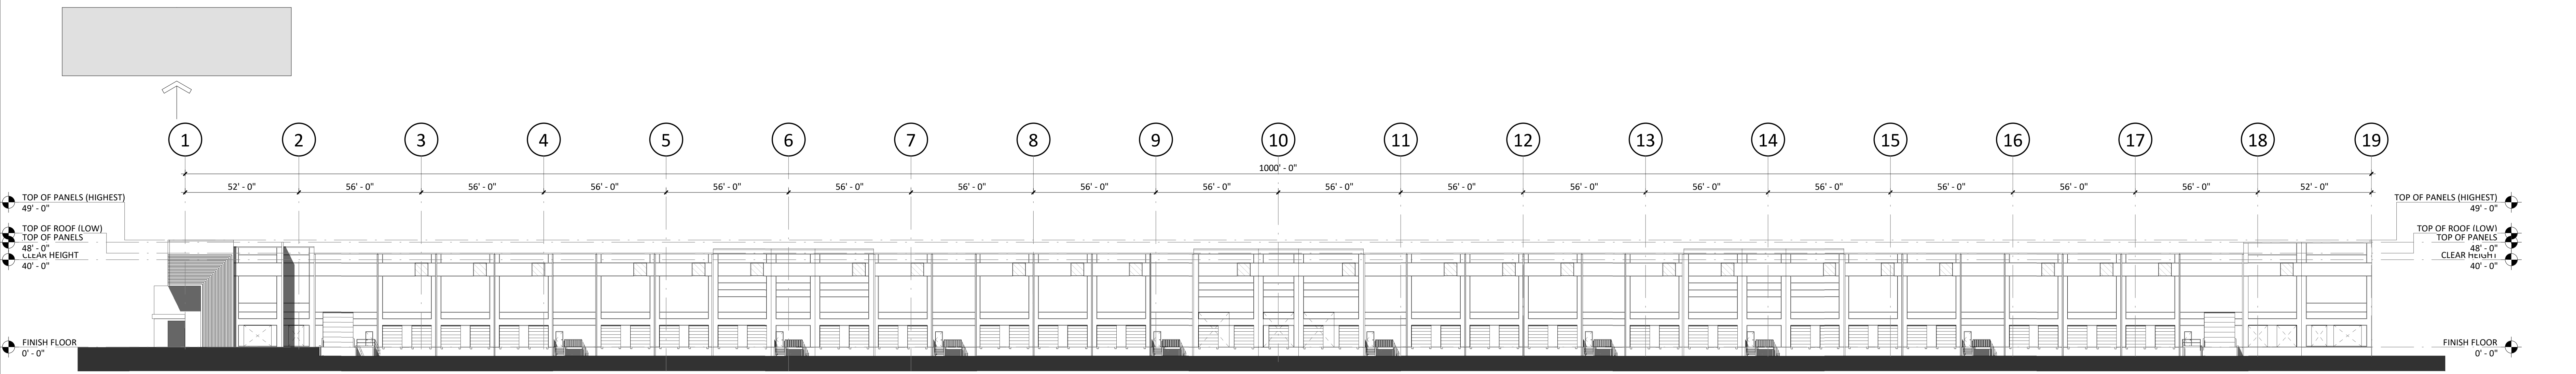 1 2 3 4 5 6 7 8 9 10 11 12 13 14 15 16 17 18 19
1000' - 0"
52' - 0" 56' - 0" 56' - 0" 56' - 0" 56' - 0" 56' - 0" 56' - 0" 56' - 0" 56' - 0" 56' - 0" 56' - 0" 56' - 0" 56' - 0" 56' - 0" 56' - 0" 56' - 0" 56' - 0" 52' - 0"
TOP OF PANELS (HIGHEST)
49' - 0"
TOP OF ROOF (LOW)
TOP OF PANELS
48' - 0"
CLEAR HEIGHT
40' - 0"
FINISH FLOOR
0' - 0"
TOP OF PANELS (HIGHEST)
49' - 0"
TOP OF ROOF (LOW)
TOP OF PANELS
48' - 0"
CLEAR HEIGHT
40' - 0"
FINISH FLOOR
0' - 0"